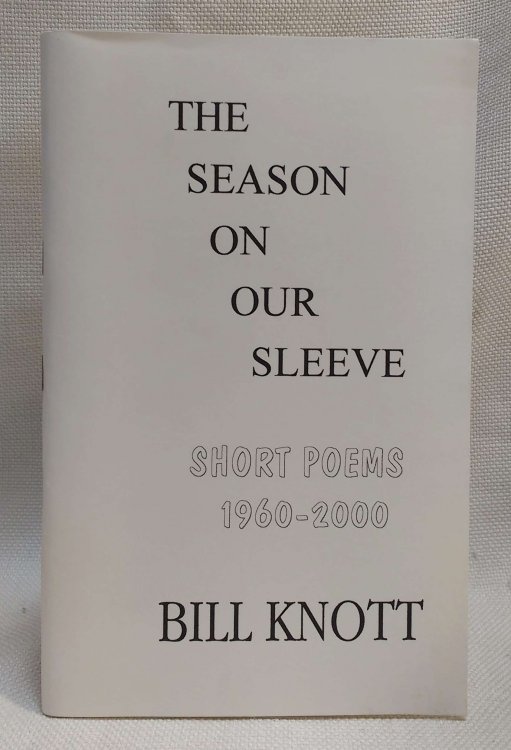 THE
SEASON
ON
OUR
SLEEVE
SHORT POEMS
1960-2000
BILL KNOTT